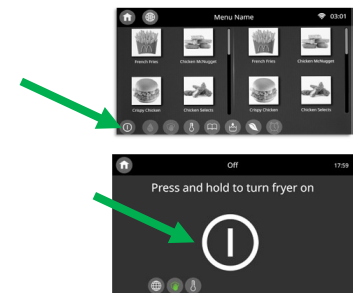 Menu Name 03:01
French Fries Chicken McNugget French Fries Chicken McNugget
Crispy Chicken Chicken Selects Crispy Chicken Chicken Selects
Off 17:59
Press and hold to turn fryer on